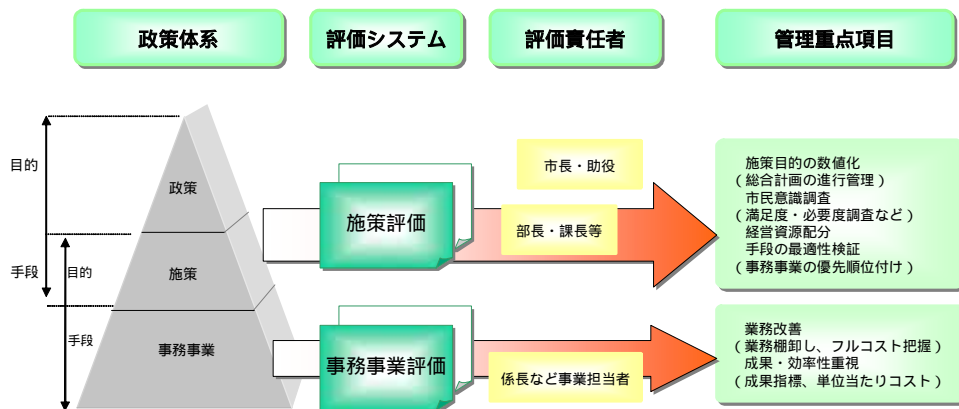 政策体系
評価システム
評価責任者
管理重点項目
目的
手段
目的
手段
政策
施策
事務事業
施策評価
市長・助役
部長・課長等
施策目的の数値化
(総合計画の進行管理)
市民意識調査
(満足度・必要度調査など)
経営資源配分
手段の最適性検証
(事務事業の優先順位付け)
事務事業評価
係長など事業担当者
業務改善
(業務棚卸し、フルコスト把握)
成果・効率性重視
(成果指標、単位当たりコスト)